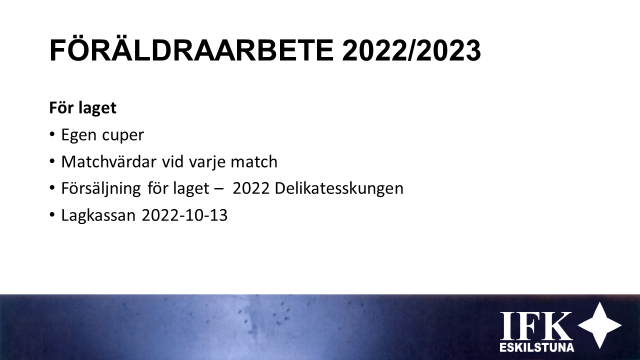 FÖRÄLDRAARBETE 2022/2023
För laget
• Egen cuper
• Matchvärdar vid varje match
• Försäljning för laget – 2022 Delikatesskungen
• Lagkassan 2022-10-13
IFK
ESKILSTUNA